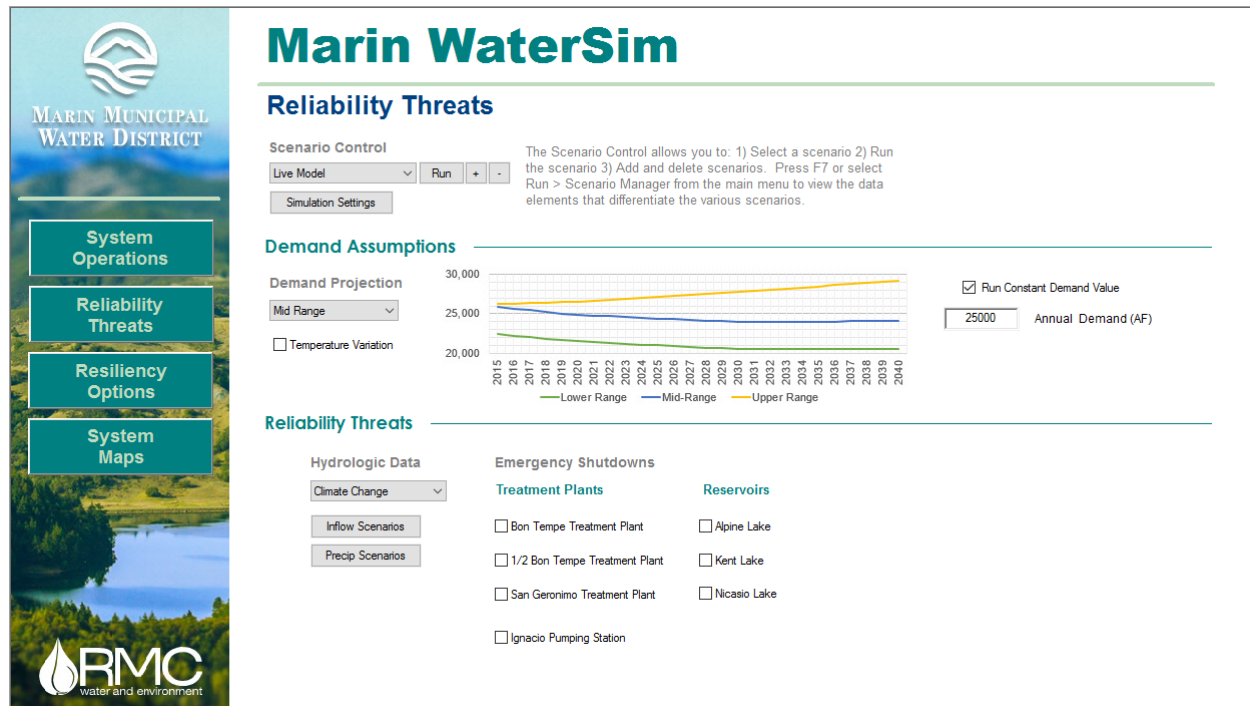 Marin WaterSim
MARIN MUNICIPAL
WATER DISTRICT
System
Operations
Reliability
Threats
Resiliency
Options
System
Maps
RMC
water and environment
Reliability Threats
Scenario Control
Live Model
Run
+
-
Simulation Settings
The Scenario Control allows you to: 1) Select a scenario 2) Run
the scenario 3) Add and delete scenarios. Press F7 or select
Run > Scenario Manager from the main menu to view the data
elements that differentiate the various scenarios.
Demand Assumptions
Demand Projection
Mid Range
Temperature Variation
30,000
25,000
20,000
2015 2016 2017 2018 2019 2020 2021 2022 2023 2024 2025 2026 2027 2028 2029 2030 2031 2032 2033 2034 2035 2036 2037 2038 2039 2040
Lower Range Mid-Range Upper Range
Run Constant Demand Value
25000 Annual Demand (AF)
Reliability Threats
Hydrologic Data
Climate Change
Inflow Scenarios
Precip Scenarios
Emergency Shutdowns
Treatment Plants
Bon Tempe Treatment Plant
1/2 Bon Tempe Treatment Plant
San Geronimo Treatment Plant
Ignacio Pumping Station
Reservoirs
Alpine Lake
Kent Lake
Nicasio Lake